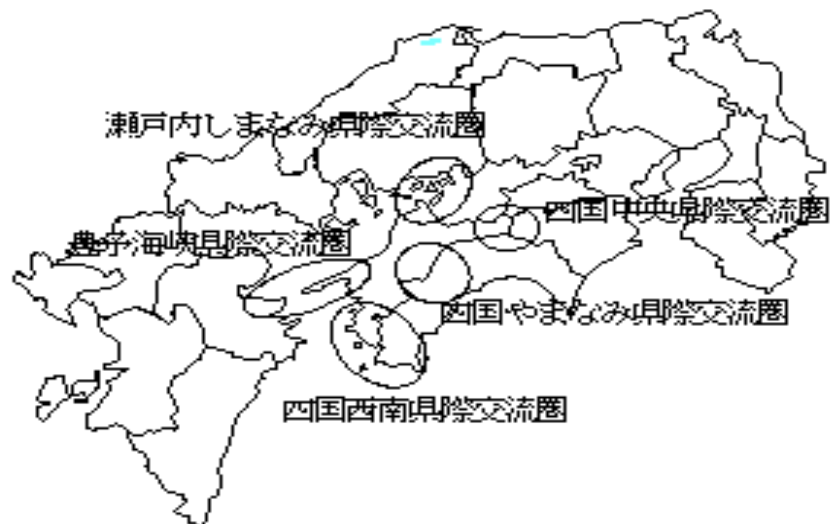 瀬戸内しまなみ県際交流圏
四国中央県際交流圏
豊予海峡県際交流圏
四国やまなみ県際交流圏
四国西南県際交流圏